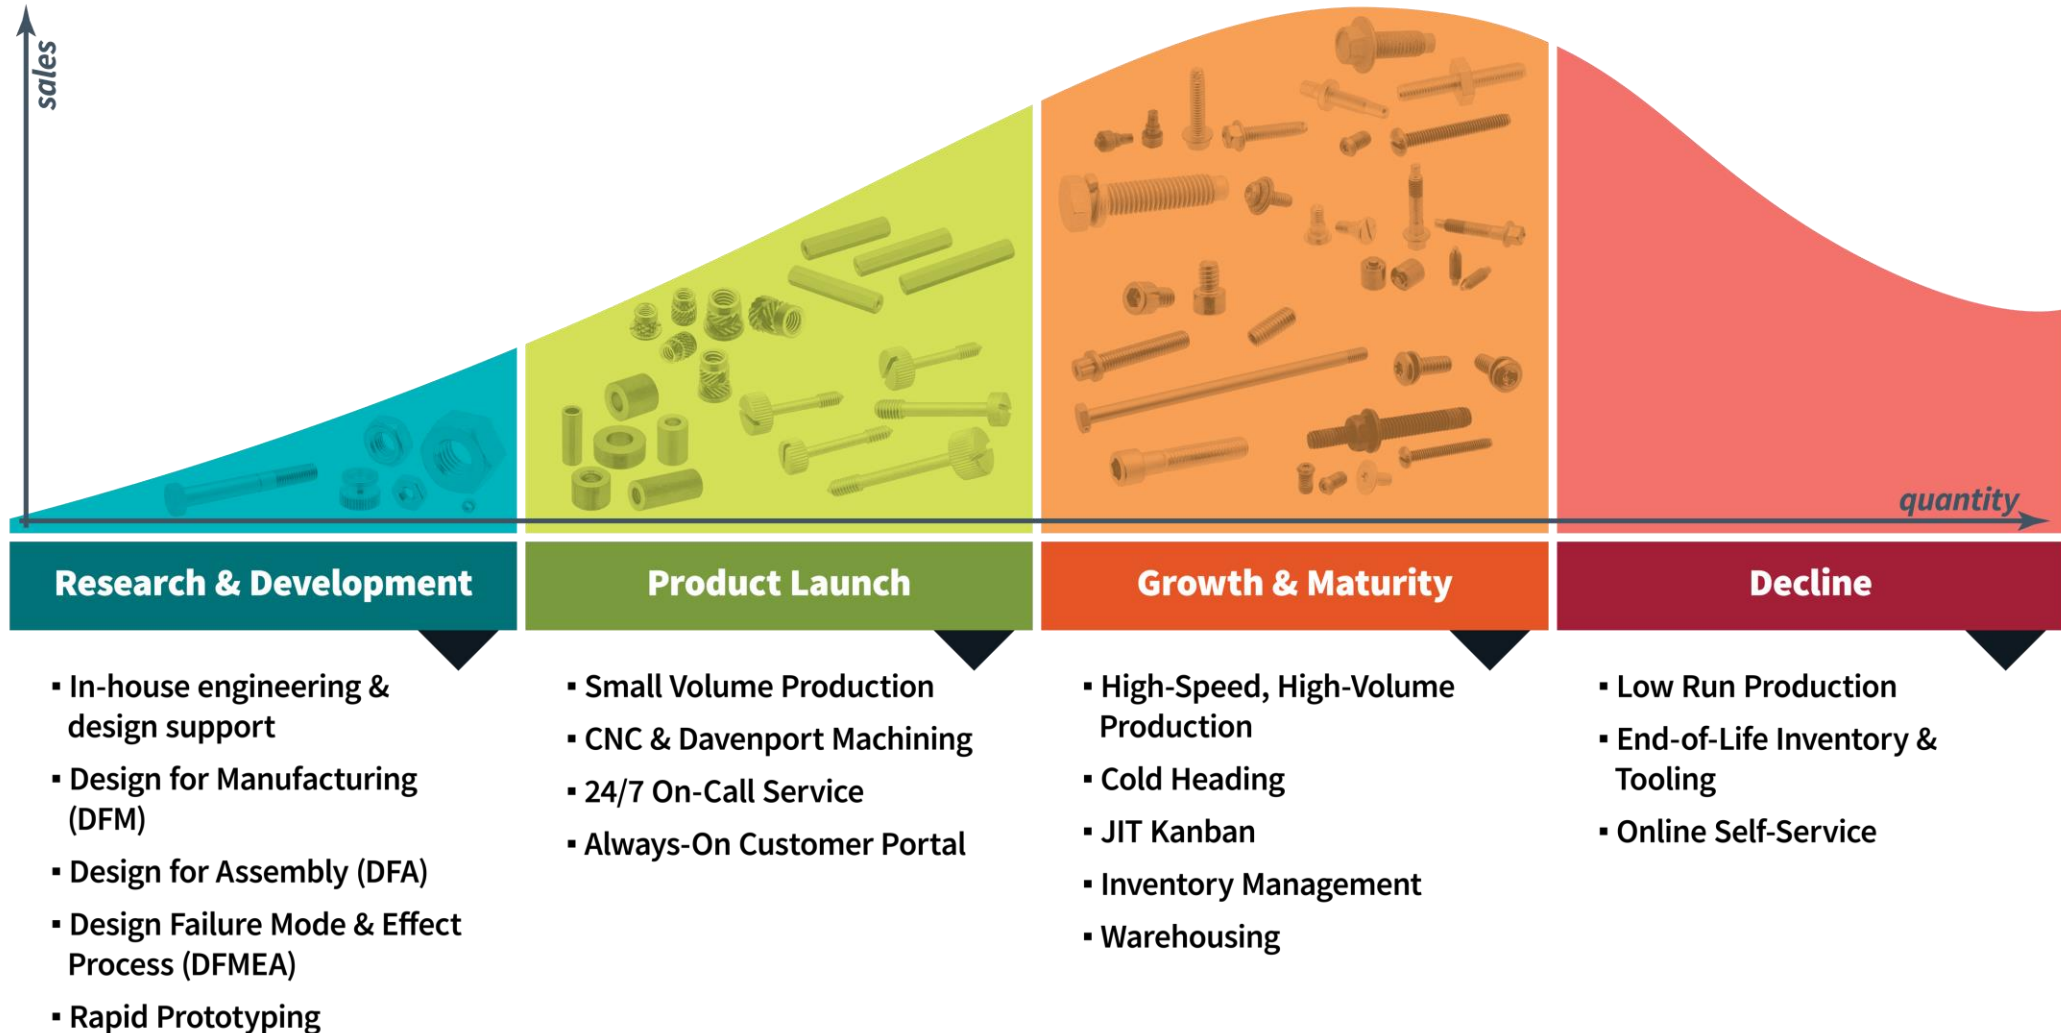 sales
quantity
Research & Development
Product Launch
Growth & Maturity
Decline
▪ In-house engineering &
design support
▪ Design for Manufacturing
(DFM)
▪ Design for Assembly (DFA)
▪ Design Failure Mode & Effect
Process (DFMEA)
▪ Rapid Prototyping
▪ Small Volume Production
▪ CNC & Davenport Machining
▪ 24/7 On-Call Service
▪ Always-On Customer Portal
▪ High-Speed, High-Volume
Production
▪ Cold Heading
▪ JIT Kanban
▪ Inventory Management
▪ Warehousing
▪ Low Run Production
▪ End-of-Life Inventory &
Tooling
▪ Online Self-Service